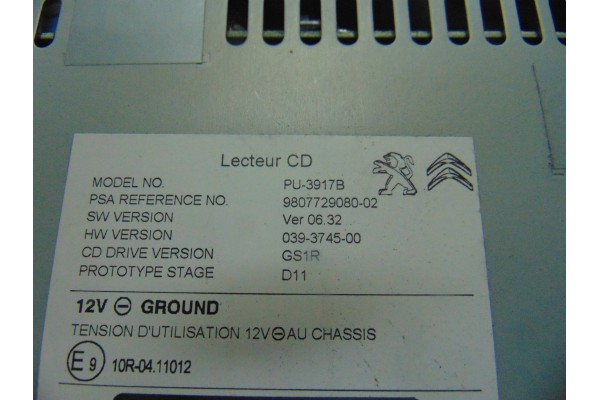 Lecteur CD
MODEL NO. PU-3917B
PSA REFERENCE NO. 9807729080-02
SW VERSION Ver 06.32
HW VERSION 039-3745-00
CD DRIVE VERSION GS1R
PROTOTYPE STAGE D11
12V ⊖ GROUND
TENSION D'UTILISATION 12V⊖AU CHASSIS
E9 10R-04.11012